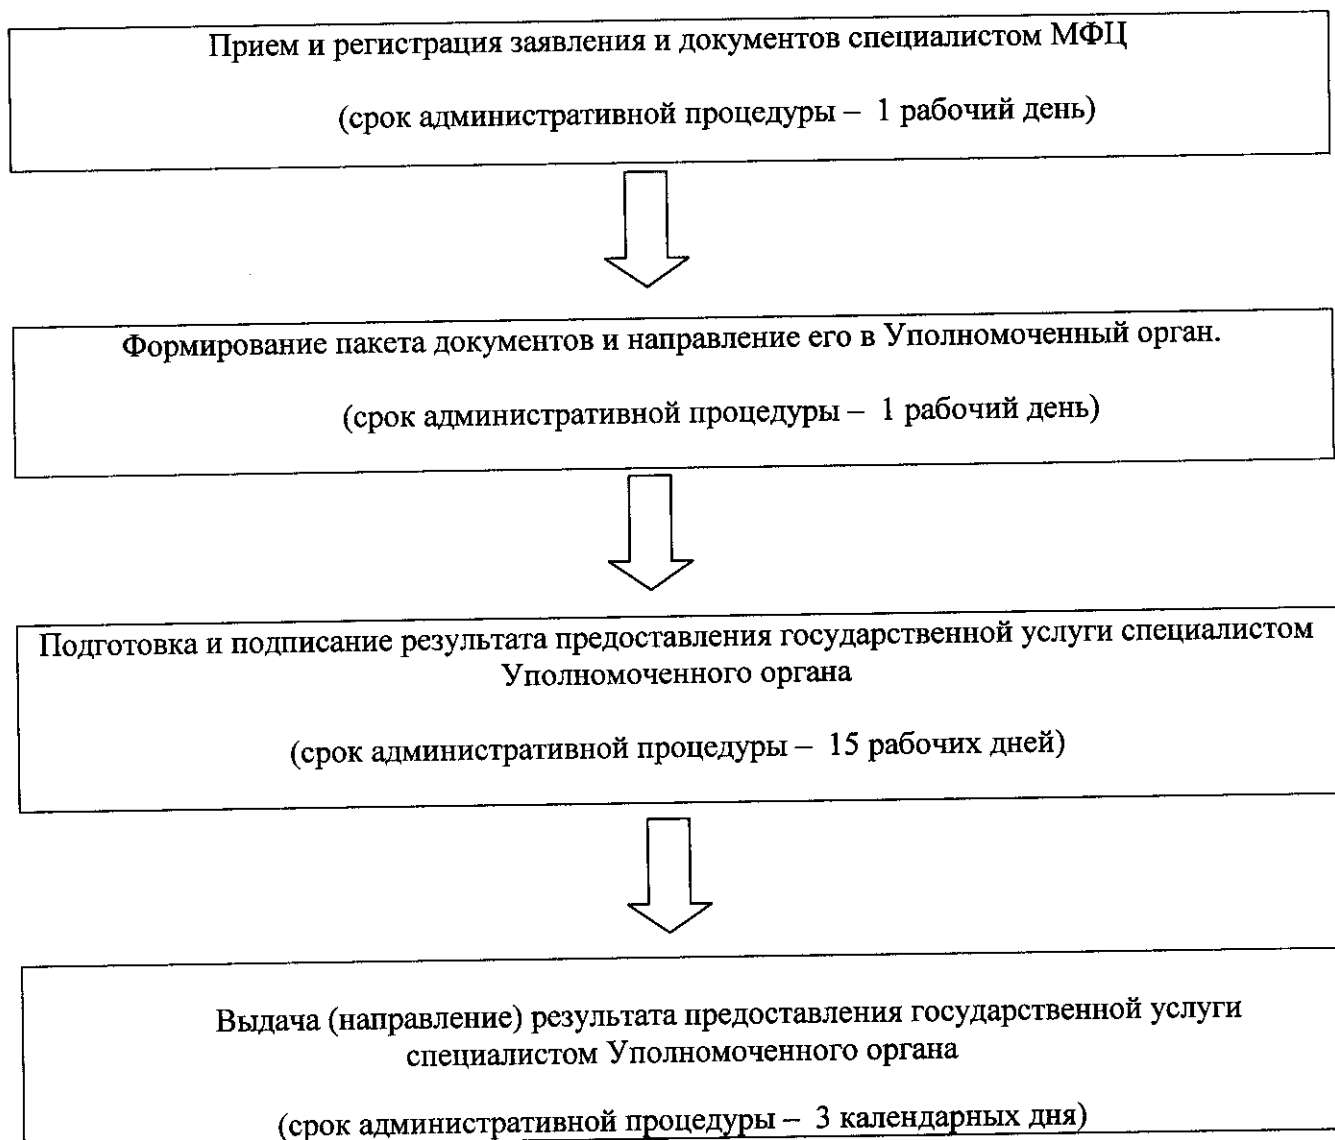 Прием и регистрация заявления и документов специалистом МФЦ
(срок административной процедуры – 1 рабочий день)
Формирование пакета документов и направление его в Уполномоченный орган.
(срок административной процедуры – 1 рабочий день)
Подготовка и подписание результата предоставления государственной услуги специалистом
Уполномоченного органа
(срок административной процедуры – 15 рабочих дней)
Выдача (направление) результата предоставления государственной услуги
специалистом Уполномоченного органа
(срок административной процедуры – 3 календарных дня)